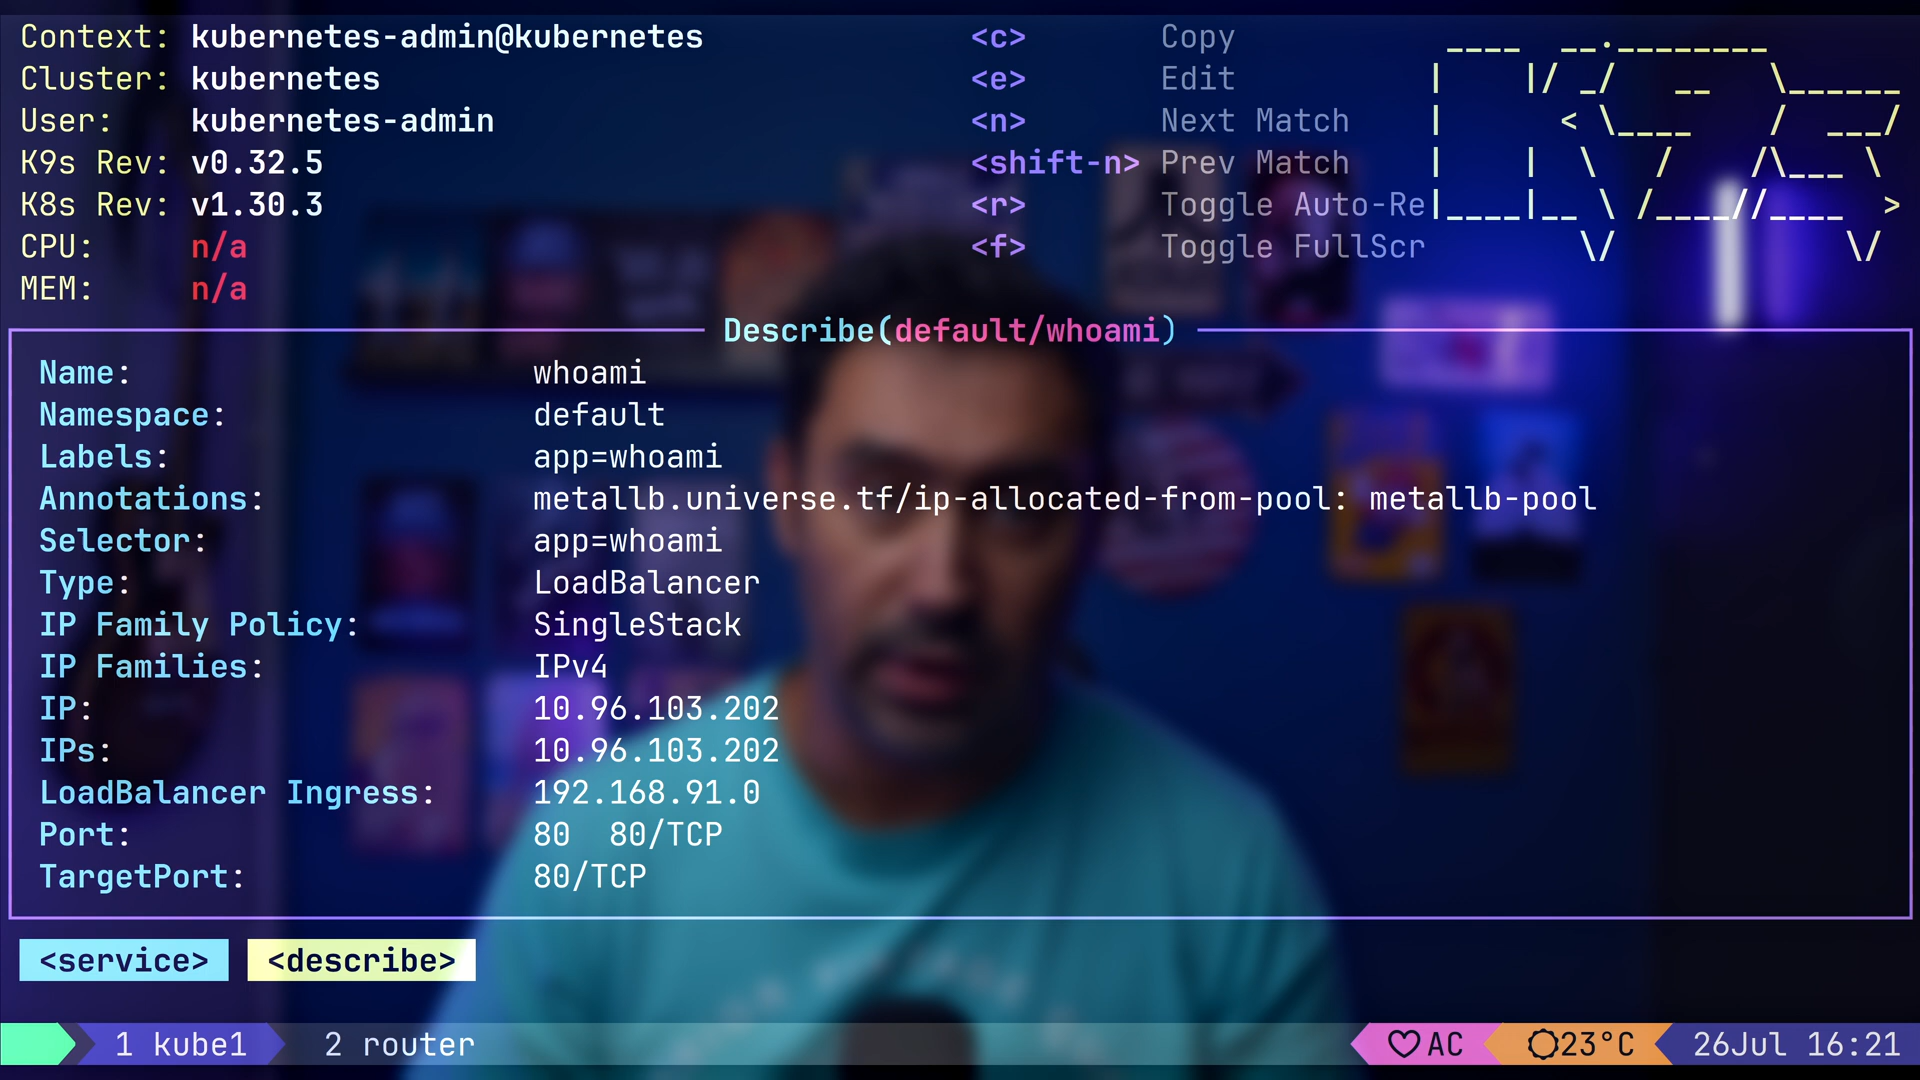 Context: kubernetes-admin@kubernetes
Cluster: kubernetes
User: kubernetes-admin
K9s Rev: v0.32.5
K8s Rev: v1.30.3
CPU: n/a
MEM: n/a
<c> Copy
<e> Edit
<n> Next Match
<shift-n> Prev Match
<r> Toggle Auto-Re
<f> Toggle FullScr
Describe(default/whoami)
Name: whoami
Namespace: default
Labels: app=whoami
Annotations: metallb.universe.tf/ip-allocated-from-pool: metallb-pool
Selector: app=whoami
Type: LoadBalancer
IP Family Policy: SingleStack
IP Families: IPv4
IP: 10.96.103.202
IPs: 10.96.103.202
LoadBalancer Ingress: 192.168.91.0
Port: 80 80/TCP
TargetPort: 80/TCP
<service> <describe>
1 kube1 2 router AC 23°C 26Jul 16:21